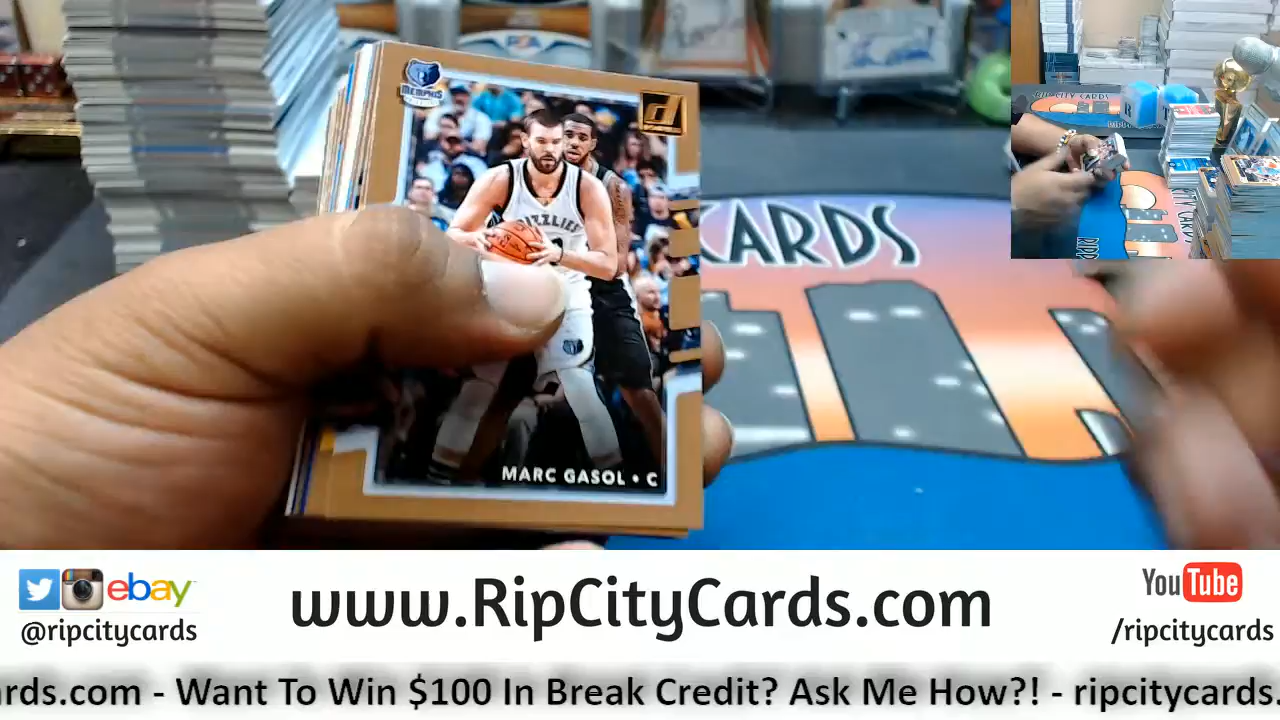 MEMPHIS
d
GRIZZLIES
MARC GASOL • C
CARDS
RIP CITY CARDS
R
ebay
www.RipCityCards.com
YouTube
@ripcitycards
/ripcitycards
rds.com - Want To Win $100 In Break Credit? Ask Me How?! - ripcitycards.